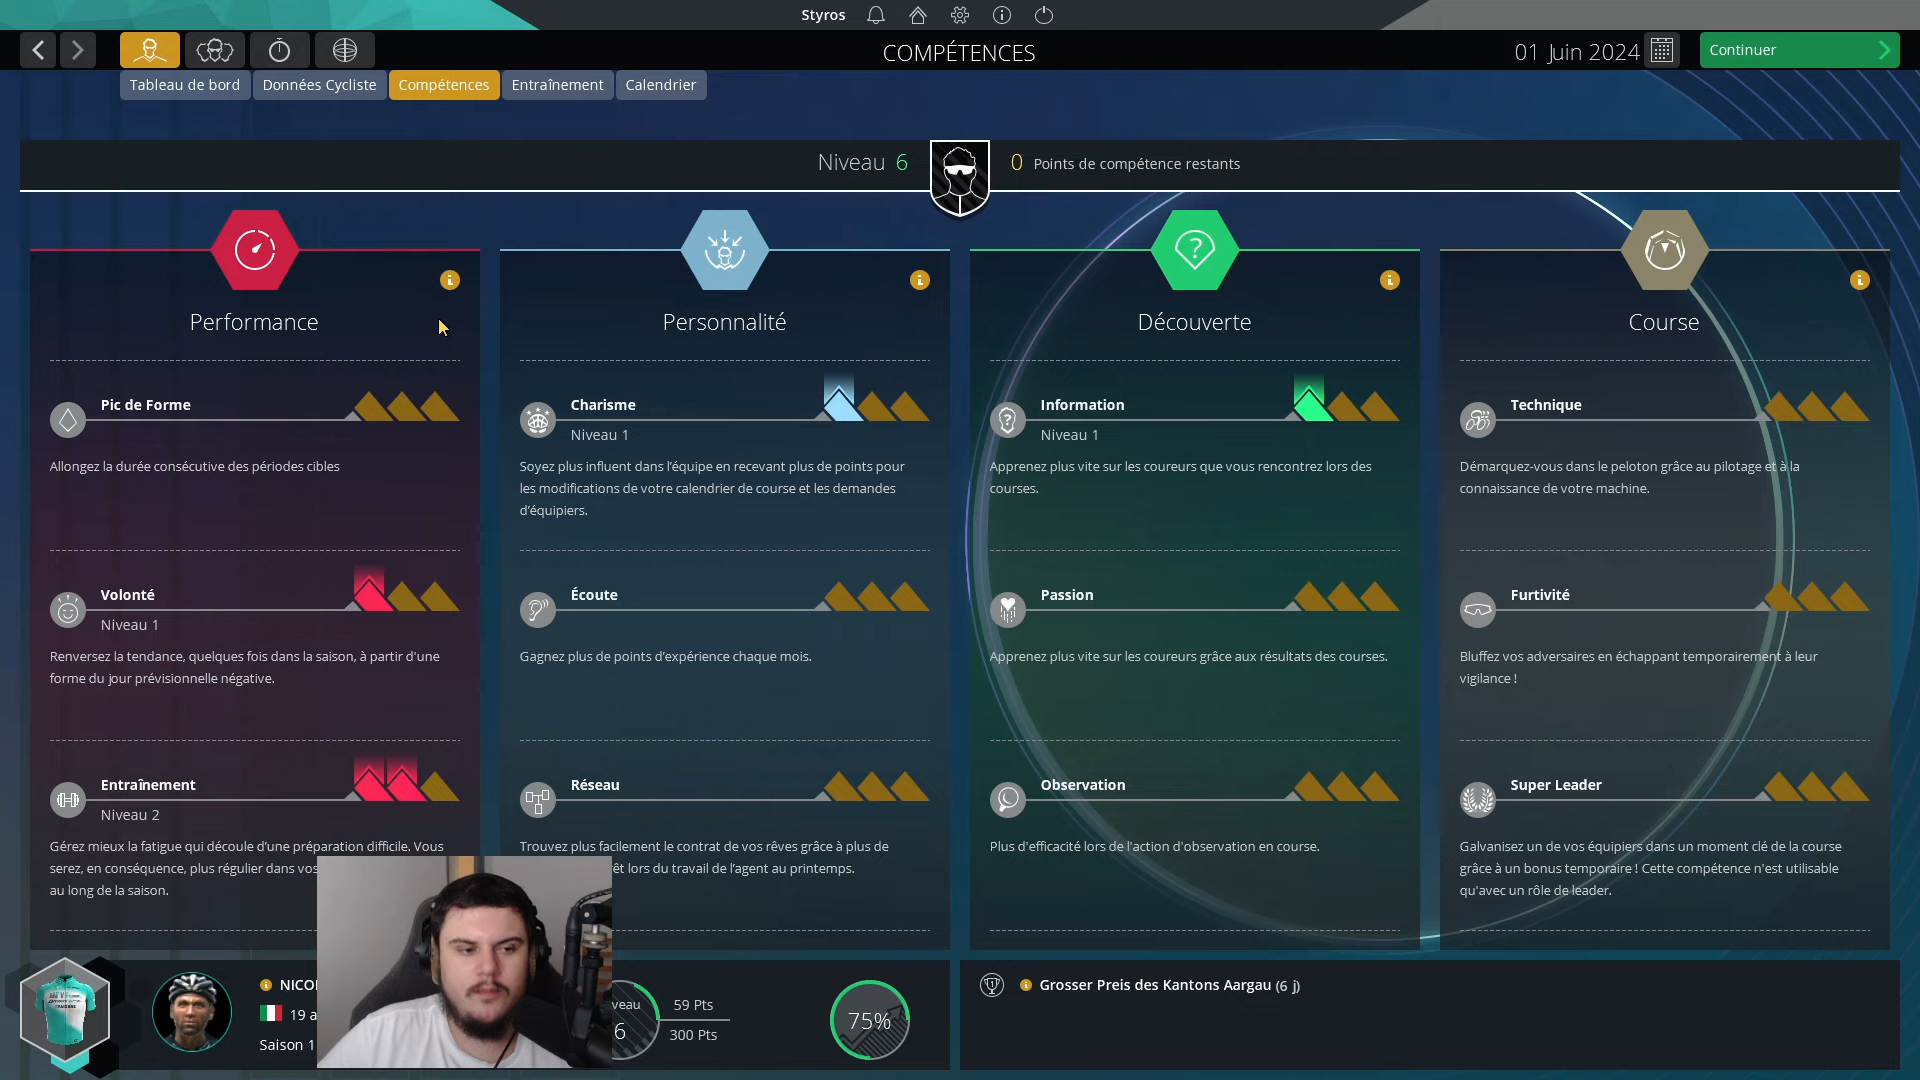 Styros
COMPÉTENCES
01 Juin 2024
Continuer
Tableau de bord
Données Cycliste
Compétences
Entraînement
Calendrier
Niveau 6
0 Points de compétence restants
Performance
Pic de Forme
Allongez la durée consécutive des périodes cibles
Volonté
Niveau 1
Renversez la tendance, quelques fois dans la saison, à partir d'une
forme du jour prévisionnelle négative.
Entraînement
Niveau 2
Gérez mieux la fatigue qui découle d'une préparation difficile. Vous
serez, en conséquence, plus régulier dans vos
au long de la saison.
Personnalité
Charisme
Niveau 1
Soyez plus influent dans l'équipe en recevant plus de points pour
les modifications de votre calendrier de course et les demandes
d'équipiers.
Écoute
Gagnez plus de points d'expérience chaque mois.
Réseau
Trouvez plus facilement le contrat de vos rêves grâce à plus de
lors du travail de l'agent au printemps.
Découverte
Information
Niveau 1
Apprenez plus vite sur les coureurs que vous rencontrez lors des
courses.
Passion
Apprenez plus vite sur les coureurs grâce aux résultats des courses.
Observation
Plus d'efficacité lors de l'action d'observation en course.
Course
Technique
Démarquez-vous dans le peloton grâce au pilotage et à la
connaissance de votre machine.
Furtivité
Bluffez vos adversaires en échappant temporairement à leur
vigilance !
Super Leader
Galvanisez un de vos équipiers dans un moment clé de la course
grâce à un bonus temporaire ! Cette compétence n'est utilisable
qu'avec un rôle de leader.
19 a
Saison 1
6
59 Pts
300 Pts
75%
Grosser Preis des Kantons Aargau (6 j)